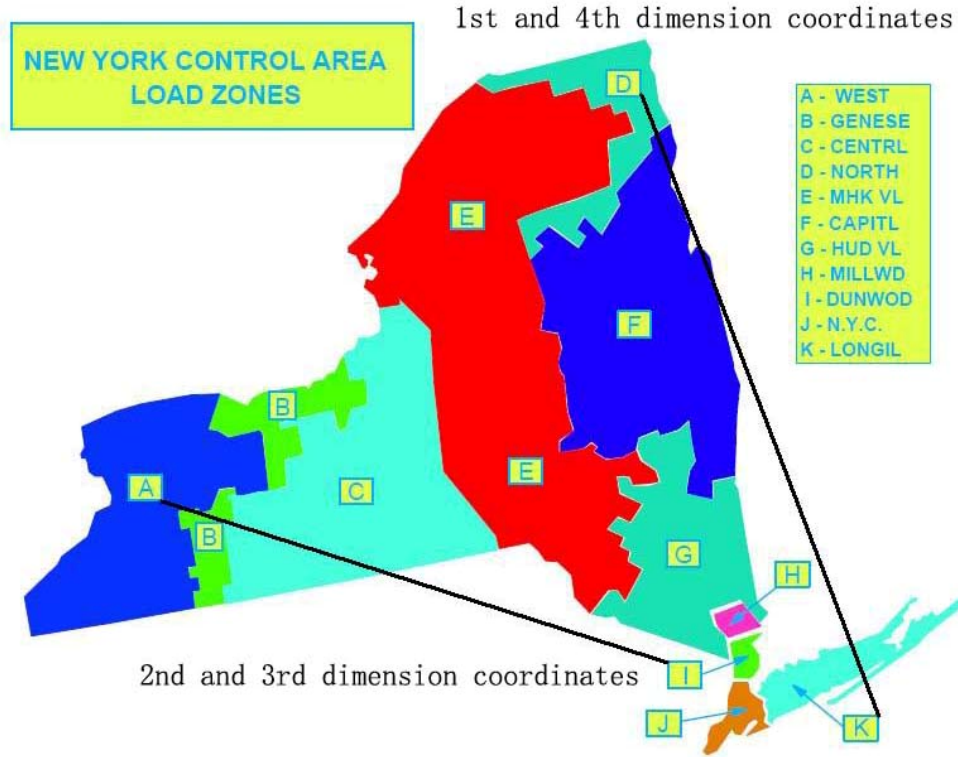 1st and 4th dimension coordinates
NEW YORK CONTROL AREA
LOAD ZONES
A - WEST
B - GENESE
C - CENTRL
D - NORTH
E - MHK VL
F - CAPITL
G - HUD VL
H - MILLWD
I - DUNWOD
J - N.Y.C.
K - LONGIL
D
E
F
B
A
C
E
B
G
H
2nd and 3rd dimension coordinates
I
J
K